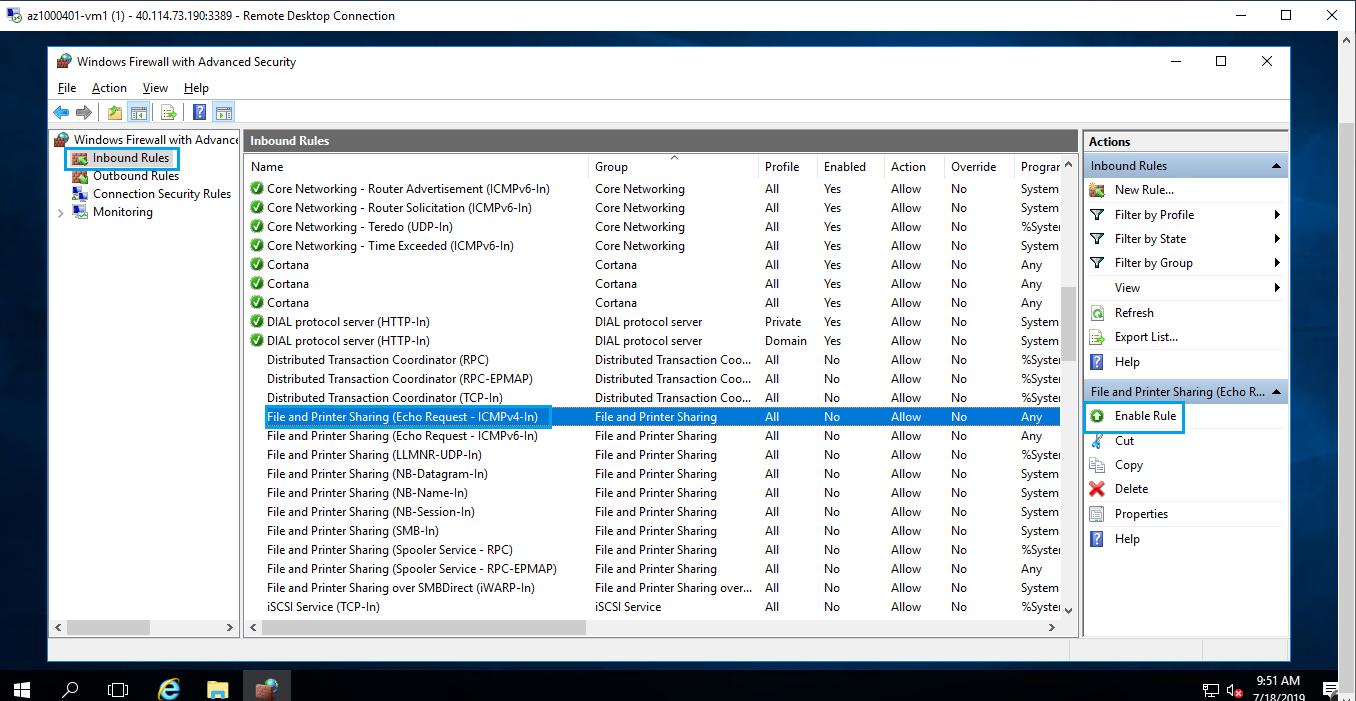 az1000401-vm1 (1) - 40.114.73.190:3389 - Remote Desktop Connection
Windows Firewall with Advanced Security
File Action View Help
Windows Firewall with Advance
Inbound Rules
Outbound Rules
Connection Security Rules
Monitoring
Inbound Rules
Name Group Profile Enabled Action Override Program
Core Networking - Router Advertisement (ICMPv6-In) Core Networking All Yes Allow No System
Core Networking - Router Solicitation (ICMPv6-In) Core Networking All Yes Allow No System
Core Networking - Teredo (UDP-In) Core Networking All Yes Allow No %Syster
Core Networking - Time Exceeded (ICMPv6-In) Core Networking All Yes Allow No System
Cortana Cortana All Yes Allow No Any
Cortana Cortana All Yes Allow No Any
Cortana Cortana All Yes Allow No Any
DIAL protocol server (HTTP-In) DIAL protocol server Private Yes Allow No System
DIAL protocol server (HTTP-In) DIAL protocol server Domain Yes Allow No System
Distributed Transaction Coordinator (RPC) Distributed Transaction Coo... All No Allow No %Syster
Distributed Transaction Coordinator (RPC-EPMAP) Distributed Transaction Coo... All No Allow No %Syster
Distributed Transaction Coordinator (TCP-In) Distributed Transaction Coo... All No Allow No %Syster
File and Printer Sharing (Echo Request - ICMPv4-In) File and Printer Sharing All No Allow No Any
File and Printer Sharing (Echo Request - ICMPv6-In) File and Printer Sharing All No Allow No Any
File and Printer Sharing (LLMNR-UDP-In) File and Printer Sharing All No Allow No %Syster
File and Printer Sharing (NB-Datagram-In) File and Printer Sharing All No Allow No System
File and Printer Sharing (NB-Name-In) File and Printer Sharing All No Allow No System
File and Printer Sharing (NB-Session-In) File and Printer Sharing All No Allow No System
File and Printer Sharing (SMB-In) File and Printer Sharing All No Allow No System
File and Printer Sharing (Spooler Service - RPC) File and Printer Sharing All No Allow No %Syster
File and Printer Sharing (Spooler Service - RPC-EPMAP) File and Printer Sharing All No Allow No Any
File and Printer Sharing over SMBDirect (iWARP-In) File and Printer Sharing over... All No Allow No System
iSCSI Service (TCP-In) iSCSI Service All No Allow No %Syster
Actions
Inbound Rules
New Rule...
Filter by Profile
Filter by State
Filter by Group
View
Refresh
Export List...
Help
File and Printer Sharing (Echo R...
Enable Rule
Cut
Copy
Delete
Properties
Help
9:51 AM
7/18/2019